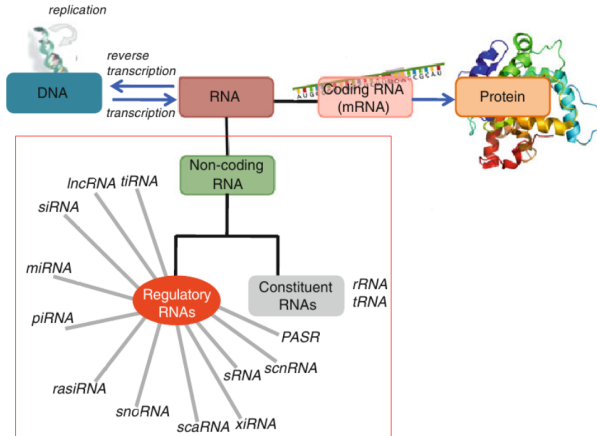 replication
reverse
transcription
transcription
DNA
RNA
Coding RNA
(mRNA)
Protein
Non-coding
RNA
tiRNA
lncRNA
siRNA
miRNA
piRNA
rasiRNA
snoRNA
scaRNA
xiRNA
sRNA
scnRNA
PASR
Regulatory
RNAs
Constituent
RNAs
rRNA
tRNA